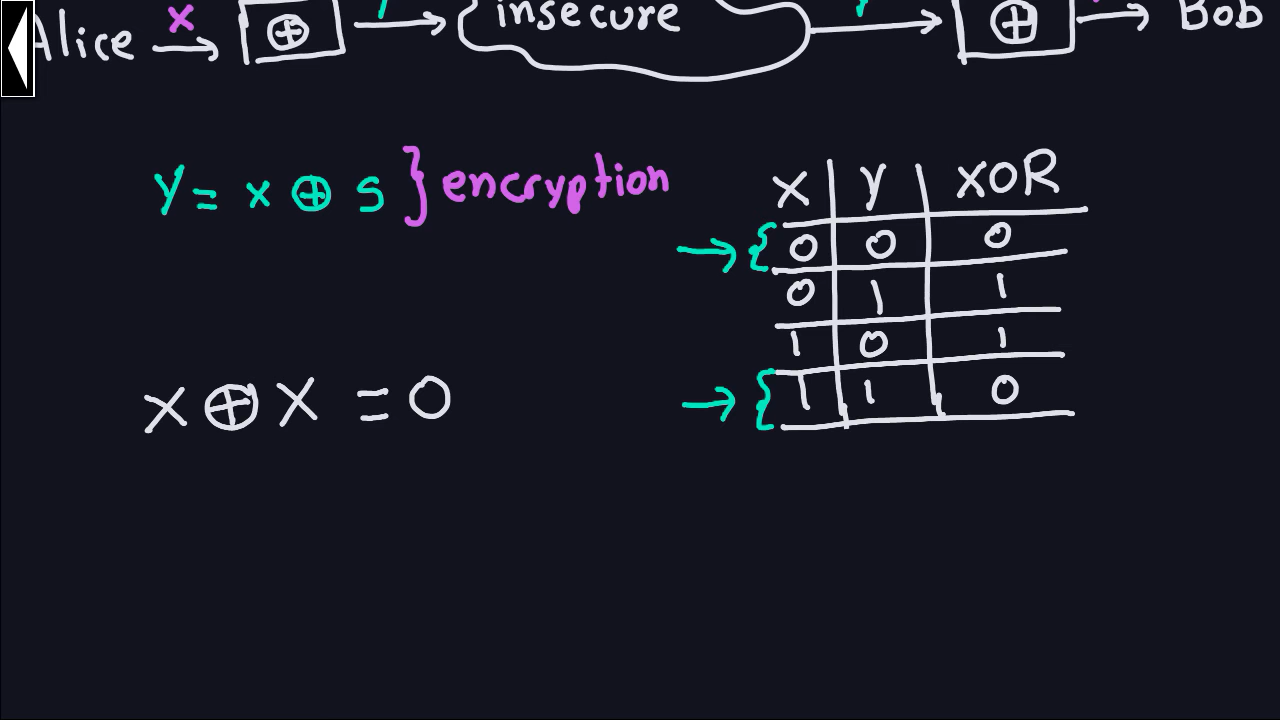 Alice x ⊕ insecure ⊕ Bob
y = x ⊕ s } encryption
x ⊕ x = 0
x y XOR
0 0 0
0 1 1
1 0 1
1 1 0